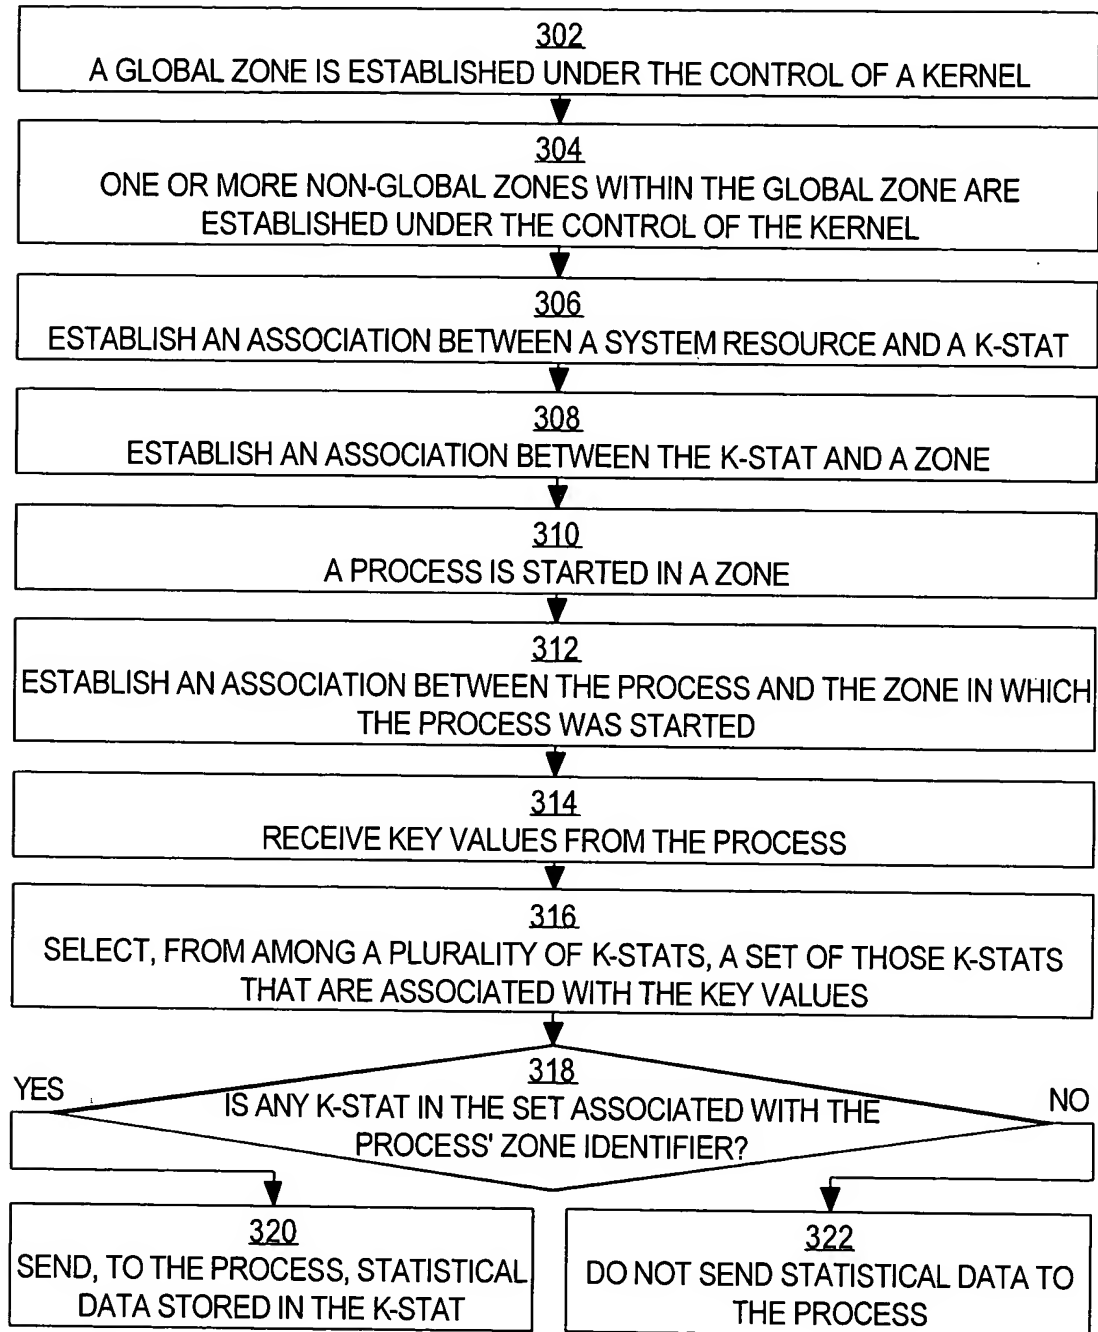 302
A GLOBAL ZONE IS ESTABLISHED UNDER THE CONTROL OF A KERNEL
304
ONE OR MORE NON-GLOBAL ZONES WITHIN THE GLOBAL ZONE ARE
ESTABLISHED UNDER THE CONTROL OF THE KERNEL
306
ESTABLISH AN ASSOCIATION BETWEEN A SYSTEM RESOURCE AND A K-STAT
308
ESTABLISH AN ASSOCIATION BETWEEN THE K-STAT AND A ZONE
310
A PROCESS IS STARTED IN A ZONE
312
ESTABLISH AN ASSOCIATION BETWEEN THE PROCESS AND THE ZONE IN WHICH
THE PROCESS WAS STARTED
314
RECEIVE KEY VALUES FROM THE PROCESS
316
SELECT, FROM AMONG A PLURALITY OF K-STATS, A SET OF THOSE K-STATS
THAT ARE ASSOCIATED WITH THE KEY VALUES
318
IS ANY K-STAT IN THE SET ASSOCIATED WITH THE
PROCESS' ZONE IDENTIFIER?
YES
NO
320
SEND, TO THE PROCESS, STATISTICAL
DATA STORED IN THE K-STAT
322
DO NOT SEND STATISTICAL DATA TO
THE PROCESS